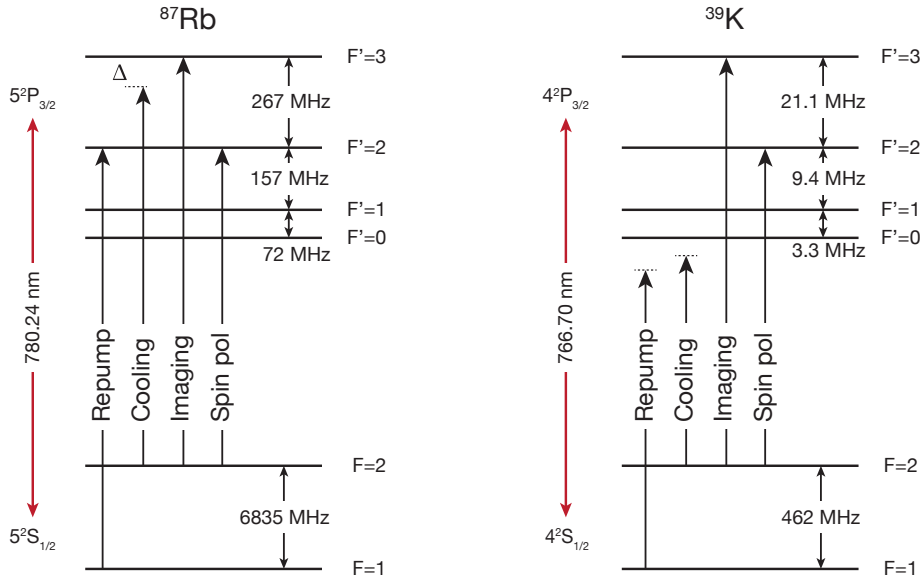 ⁸⁷Rb
F'=3
Δ
5²P₃/₂
267 MHz
F'=2
157 MHz
F'=1
F'=0
72 MHz
780.24 nm
Repump
Cooling
Imaging
Spin pol
F=2
6835 MHz
5²S₁/₂
F=1
³⁹K
F'=3
4²P₃/₂
21.1 MHz
F'=2
9.4 MHz
F'=1
F'=0
3.3 MHz
766.70 nm
Repump
Cooling
Imaging
Spin pol
F=2
462 MHz
4²S₁/₂
F=1